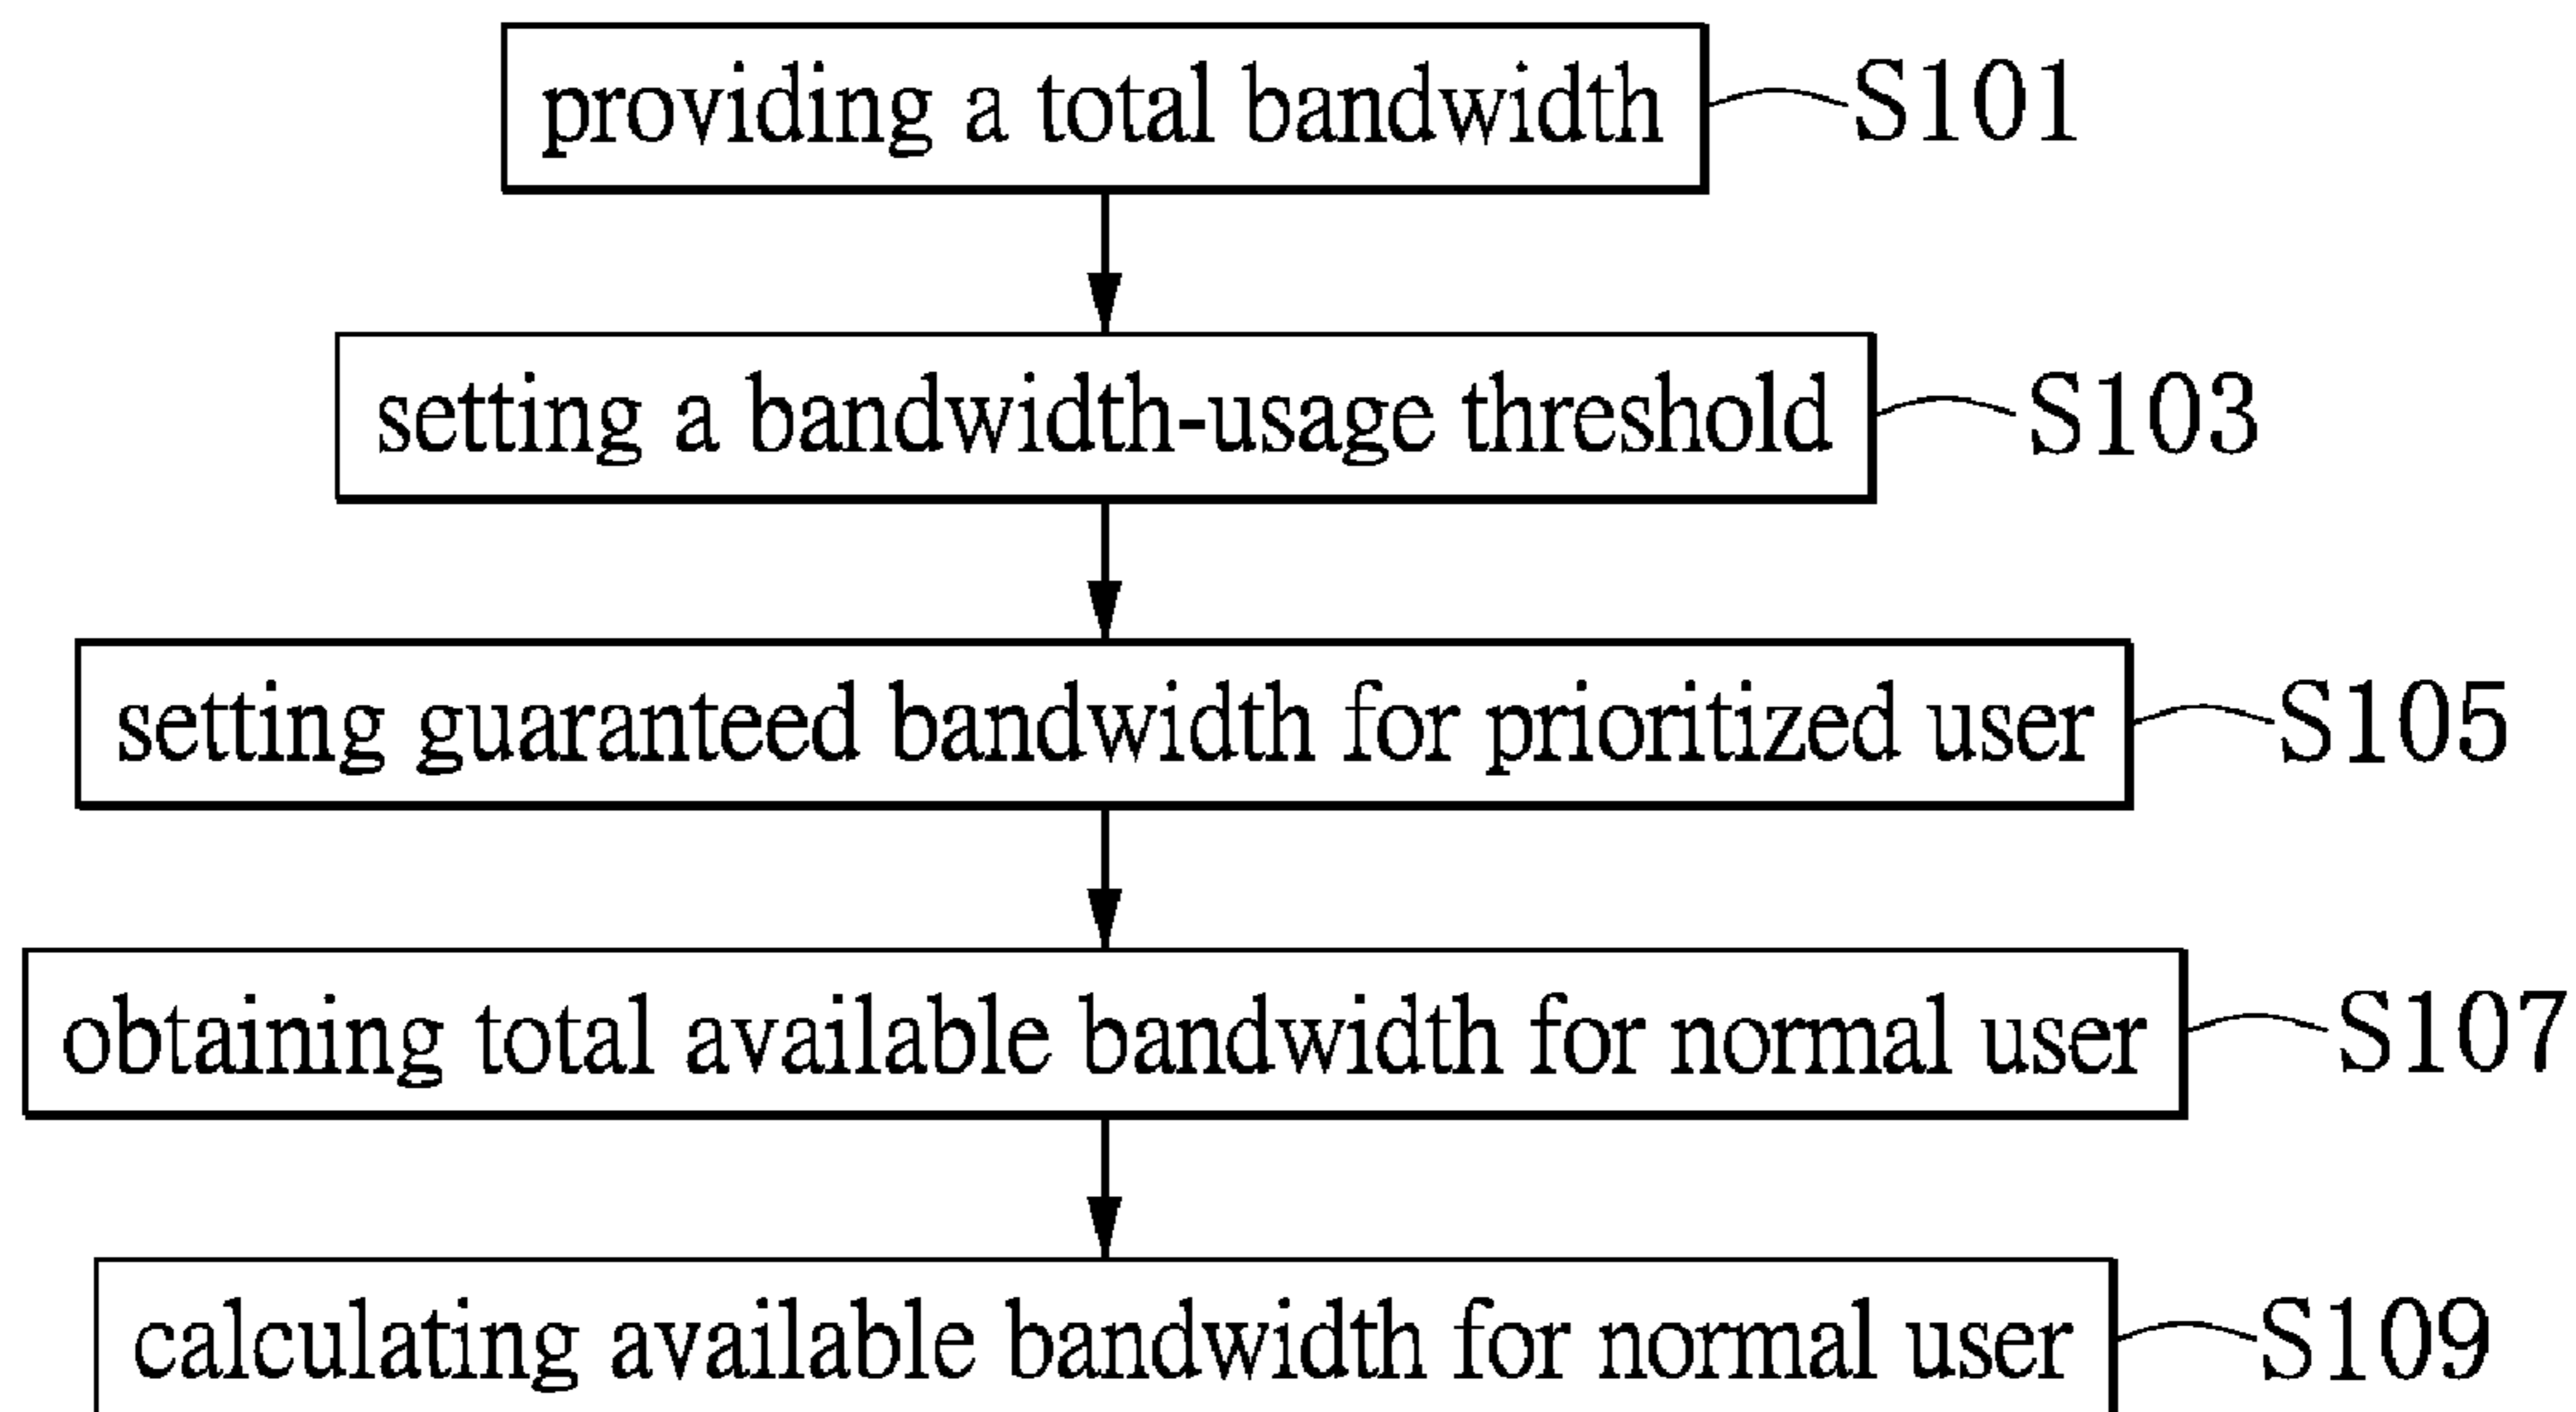 providing a total bandwidth S101
setting a bandwidth-usage threshold S103
setting guaranteed bandwidth for prioritized user S105
obtaining total available bandwidth for normal user S107
calculating available bandwidth for normal user S109